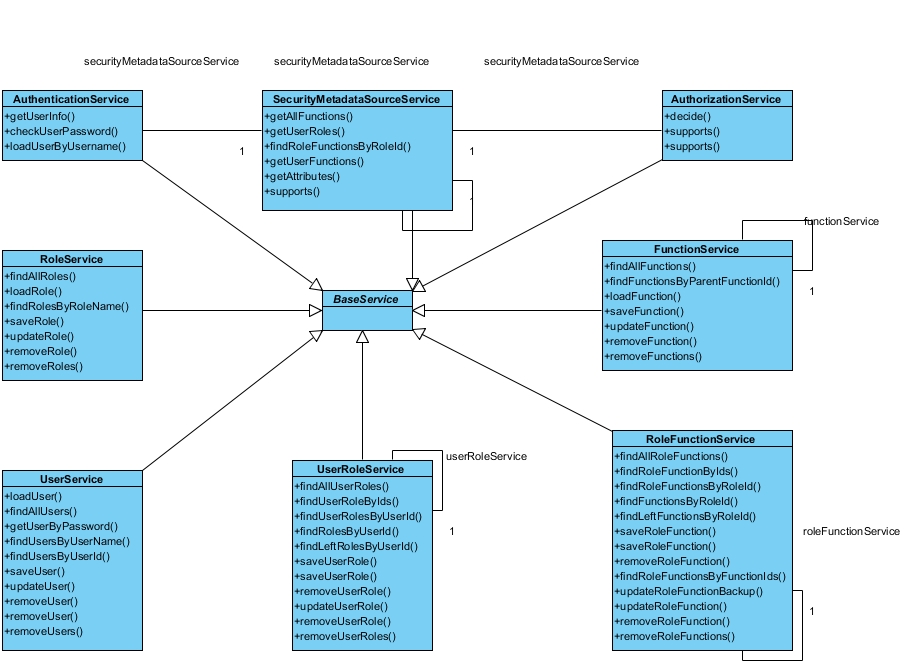 securityMetadataSourceService
securityMetadataSourceService
securityMetadataSourceService
AuthenticationService
+getUserInfo()
+checkUserPassword()
+loadUserByUsername()
1
SecurityMetadataSourceService
+getAllFunctions()
+getUserRoles()
+findRoleFunctionsByRoleId()
+getUserFunctions()
+getAttributes()
+supports()
1
AuthorizationService
+decide()
+supports()
+supports()
RoleService
+findAllRoles()
+loadRole()
+findRolesByRoleName()
+saveRole()
+updateRole()
+removeRole()
+removeRoles()
BaseService
functionService
FunctionService
+findAllFunctions()
+findFunctionsByParentFunctionId()
+loadFunction()
+saveFunction()
+updateFunction()
+removeFunction()
+removeFunctions()
1
UserService
+loadUser()
+findAllUsers()
+getUserByPassword()
+findUsersByUserName()
+findUsersByUserId()
+saveUser()
+updateUser()
+removeUser()
+removeUser()
+removeUsers()
userRoleService
UserRoleService
+findAllUserRoles()
+findUserRoleByIds()
+findUserRolesByUserId()
+findRolesByUserId()
+findLeftRolesByUserId()
+saveUserRole()
+saveUserRole()
+removeUserRole()
+updateUserRole()
+removeUserRole()
+removeUserRoles()
1
RoleFunctionService
+findAllRoleFunctions()
+findRoleFunctionByIds()
+findRoleFunctionsByRoleId()
+findFunctionsByRoleId()
+findLeftFunctionsByRoleId()
+saveRoleFunction()
+saveRoleFunction()
+removeRoleFunction()
+findRoleFunctionsByFunctionIds()
+updateRoleFunctionBackup()
+updateRoleFunction()
+removeRoleFunction()
+removeRoleFunctions()
roleFunctionService
1